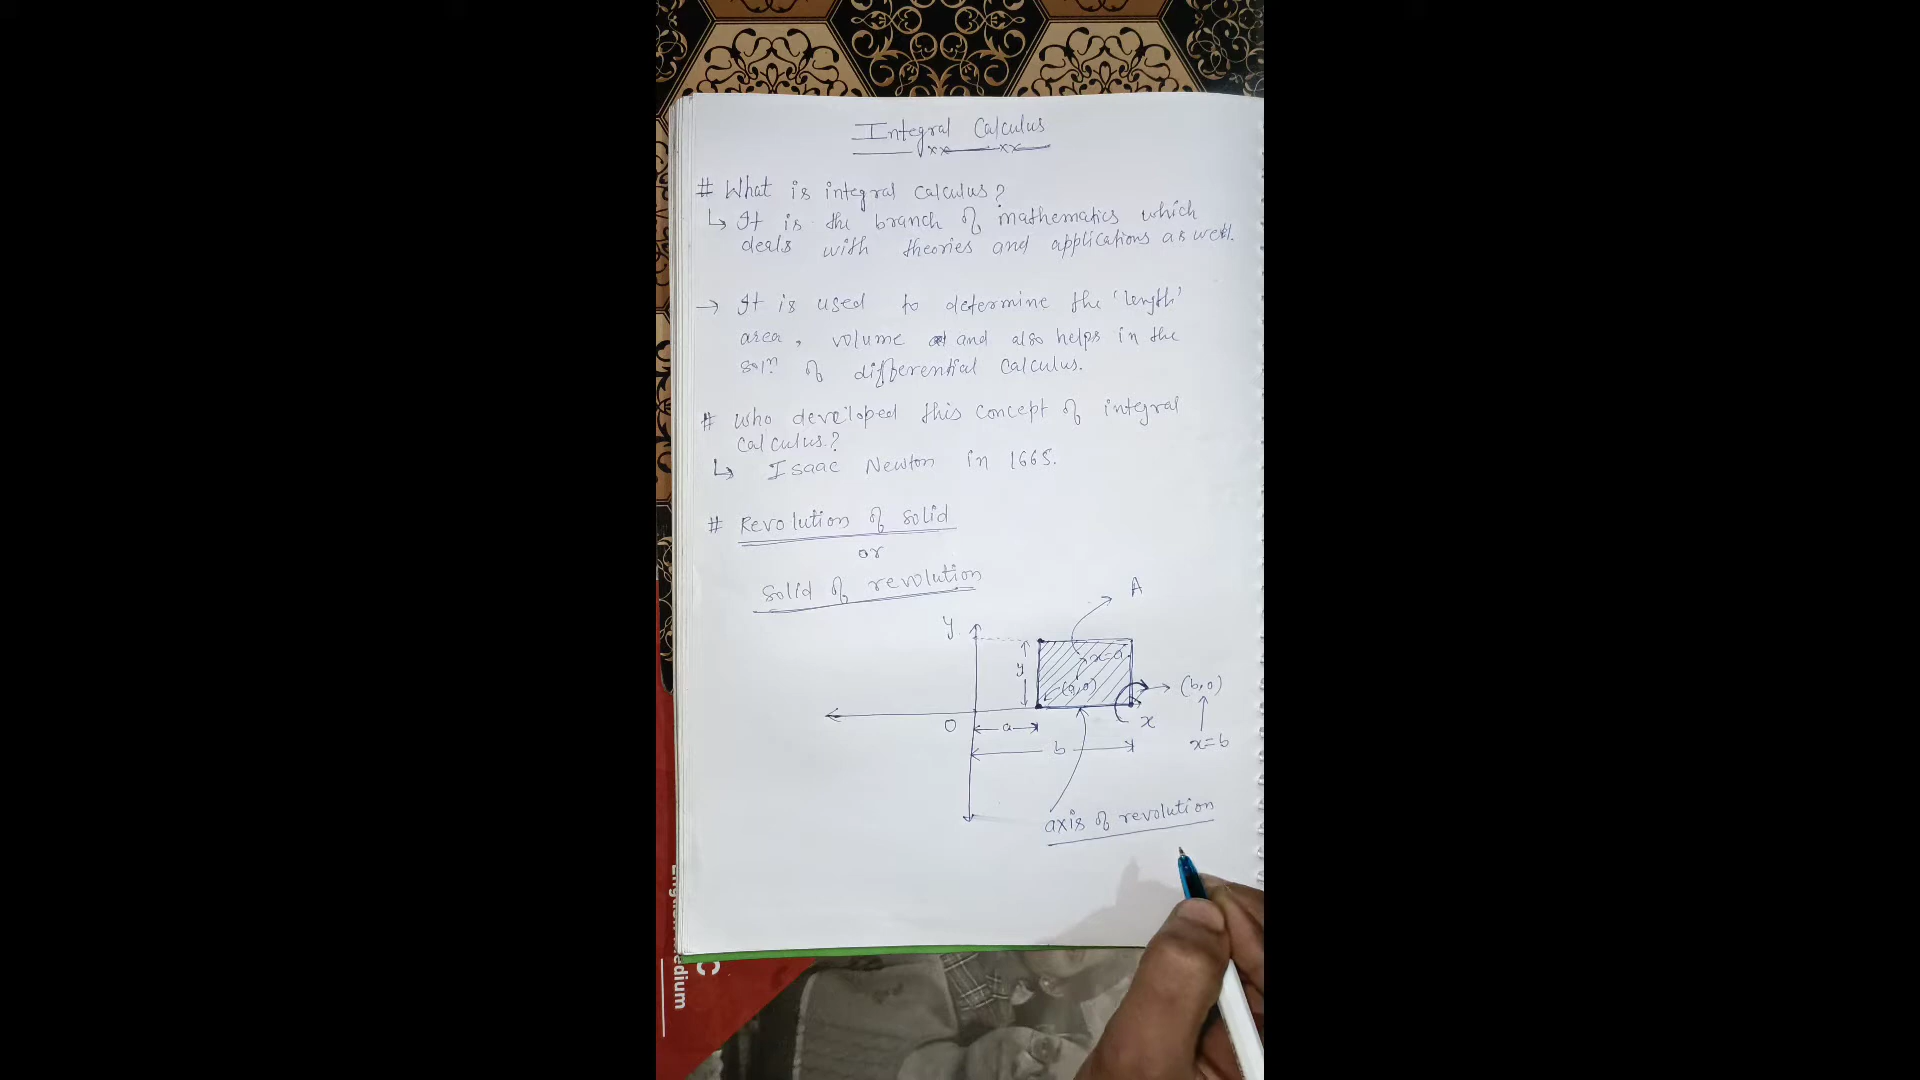 Integral Calculus
# What is integral calculus?
↳ It is the branch of mathematics which
deals with theories and applications as well.
→ It is used to determine the 'length'
area, volume and also helps in the
solⁿ of differential calculus.
# Who developed this concept of integral
calculus?
↳ Isaac Newton in 1665.
# Revolution of solid
or
Solid of revolution
A
y
y
x=a
(a,0)
(b,0)
O
a
x
b
x=b
axis of revolution
C
edium